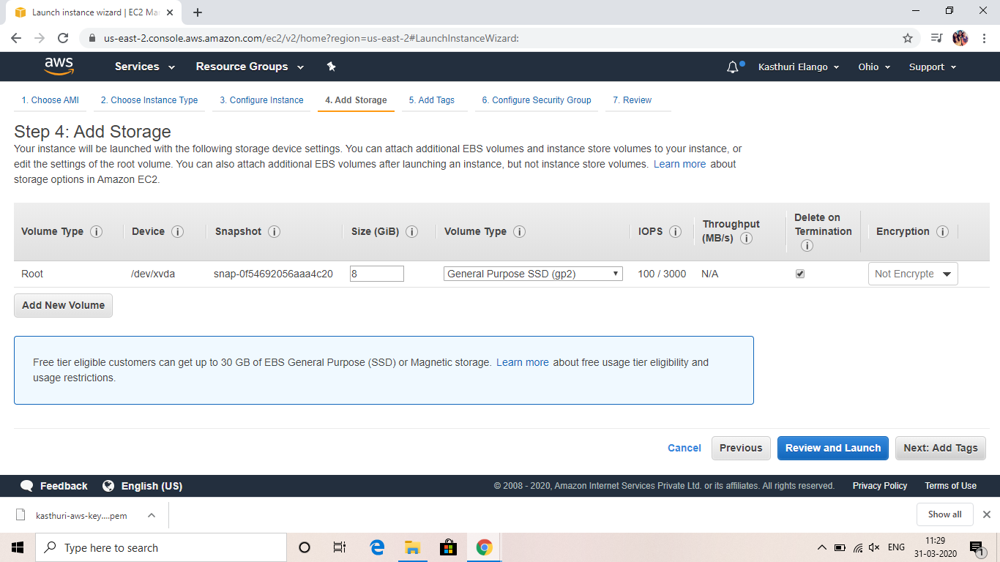 Launch instance wizard | EC2 Ma
us-east-2.console.aws.amazon.com/ec2/v2/home?region=us-east-2#LaunchInstanceWizard:
aws Services Resource Groups Kasthuri Elango Ohio Support
1. Choose AMI 2. Choose Instance Type 3. Configure Instance 4. Add Storage 5. Add Tags 6. Configure Security Group 7. Review
Step 4: Add Storage
Your instance will be launched with the following storage device settings. You can attach additional EBS volumes and instance store volumes to your instance, or
edit the settings of the root volume. You can also attach additional EBS volumes after launching an instance, but not instance store volumes. Learn more about
storage options in Amazon EC2.
Volume Type i Device i Snapshot i Size (GiB) i Volume Type i IOPS i Throughput (MB/s) i Delete on Termination i Encryption i
Root /dev/xvda snap-0f54692056aaa4c20 8 General Purpose SSD (gp2) 100 / 3000 N/A Not Encrypte
Add New Volume
Free tier eligible customers can get up to 30 GB of EBS General Purpose (SSD) or Magnetic storage. Learn more about free usage tier eligibility and
usage restrictions.
Cancel Previous Review and Launch Next: Add Tags
Feedback English (US) © 2008 - 2020, Amazon Internet Services Private Ltd. or its affiliates. All rights reserved. Privacy Policy Terms of Use
kasthuri-aws-key....pem Show all
Type here to search ENG 11:29
31-03-2020 1